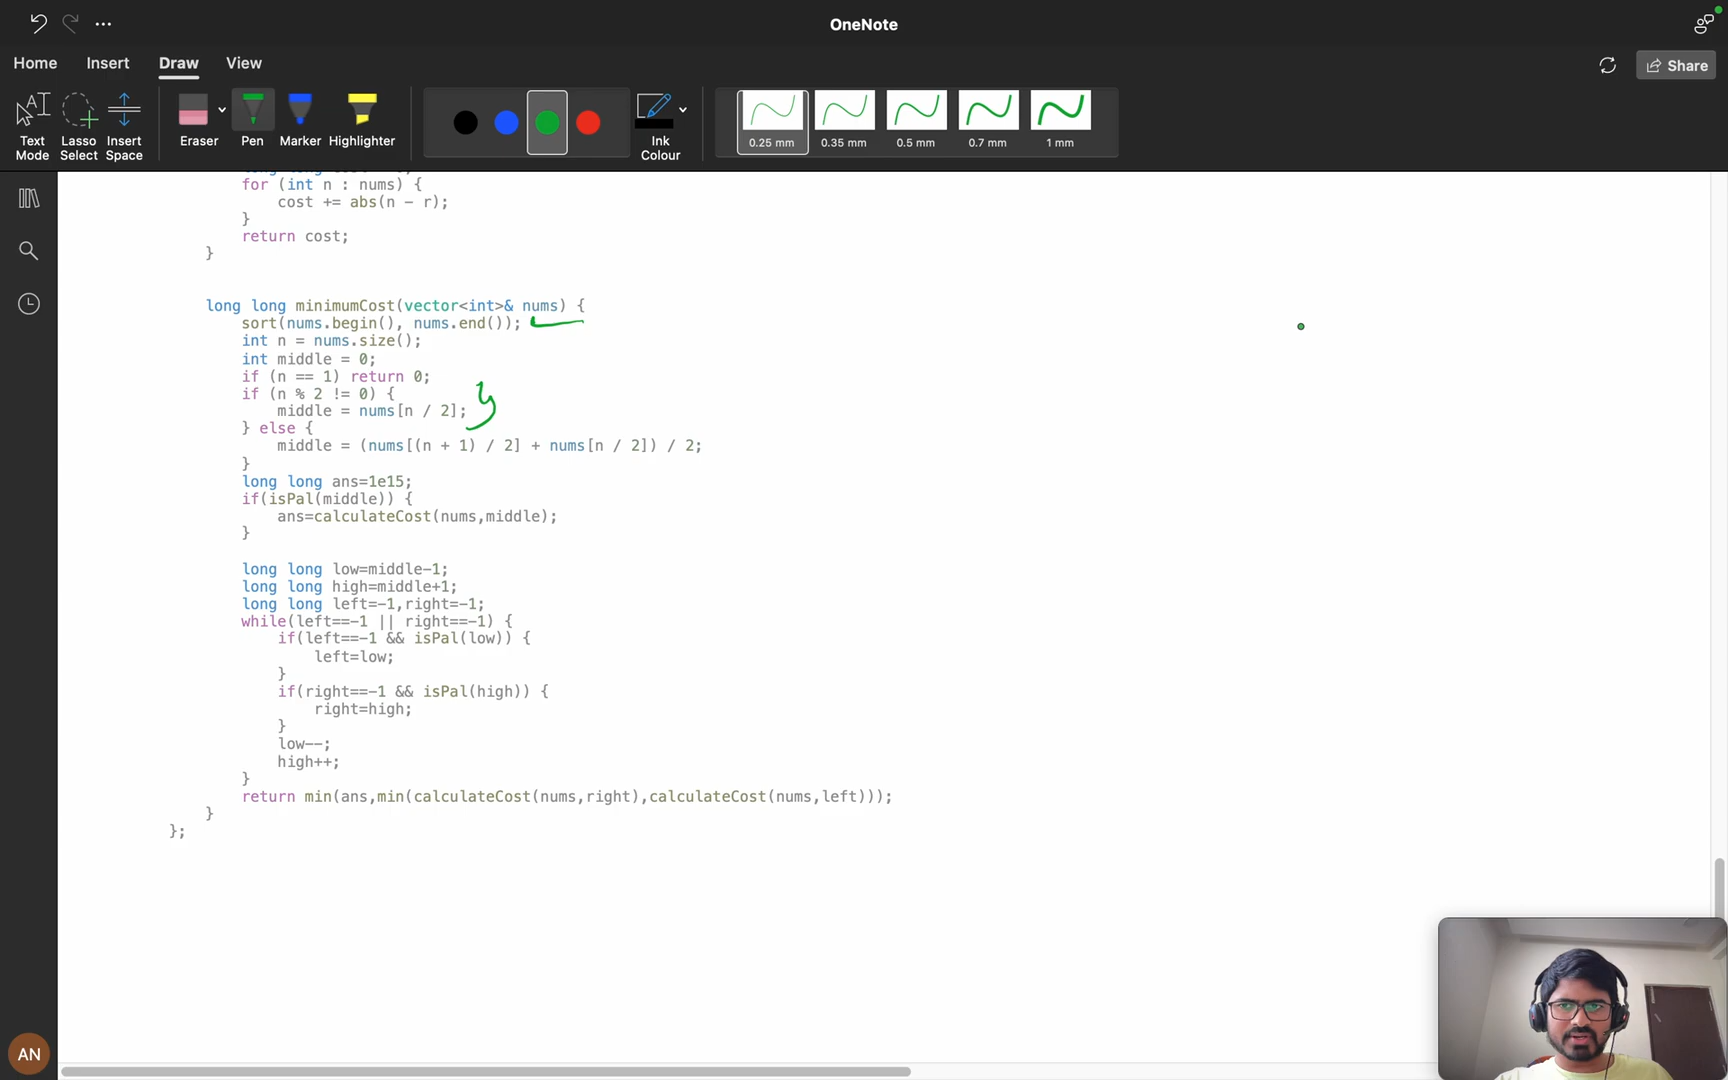 OneNote
Home Insert Draw View
Share
Text Mode
Lasso Select
Insert Space
Eraser
Pen
Marker
Highlighter
Ink Colour
0.25 mm
0.35 mm
0.5 mm
0.7 mm
1 mm
for (int n : nums) {
cost += abs(n - r);
}
return cost;
}
long long minimumCost(vector<int>& nums) {
sort(nums.begin(), nums.end());
int n = nums.size();
int middle = 0;
if (n == 1) return 0;
if (n % 2 != 0) {
middle = nums[n / 2];
} else {
middle = (nums[(n + 1) / 2] + nums[n / 2]) / 2;
}
long long ans=1e15;
if(isPal(middle)) {
ans=calculateCost(nums,middle);
}
long long low=middle-1;
long long high=middle+1;
long long left=-1,right=-1;
while(left==-1 || right==-1) {
if(left==-1 && isPal(low)) {
left=low;
}
if(right==-1 && isPal(high)) {
right=high;
}
low--;
high++;
}
return min(ans,min(calculateCost(nums,right),calculateCost(nums,left)));
}
};
AN